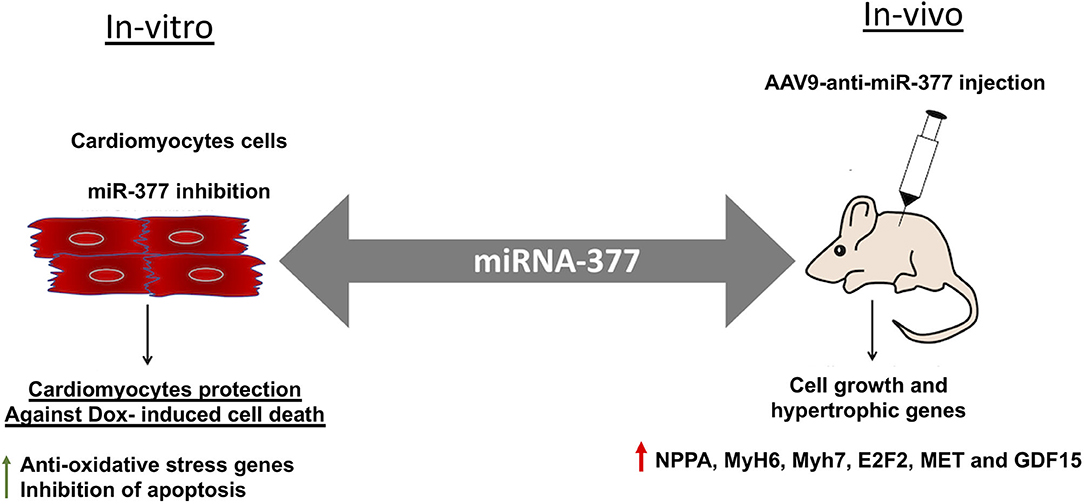 In-vitro
Cardiomyocytes cells
miR-377 inhibition
Cardiomyocytes protection
Against Dox- induced cell death
Anti-oxidative stress genes
Inhibition of apoptosis
miRNA-377
In-vivo
AAV9-anti-miR-377 injection
Cell growth and
hypertrophic genes
NPPA, MyH6, Myh7, E2F2, MET and GDF15